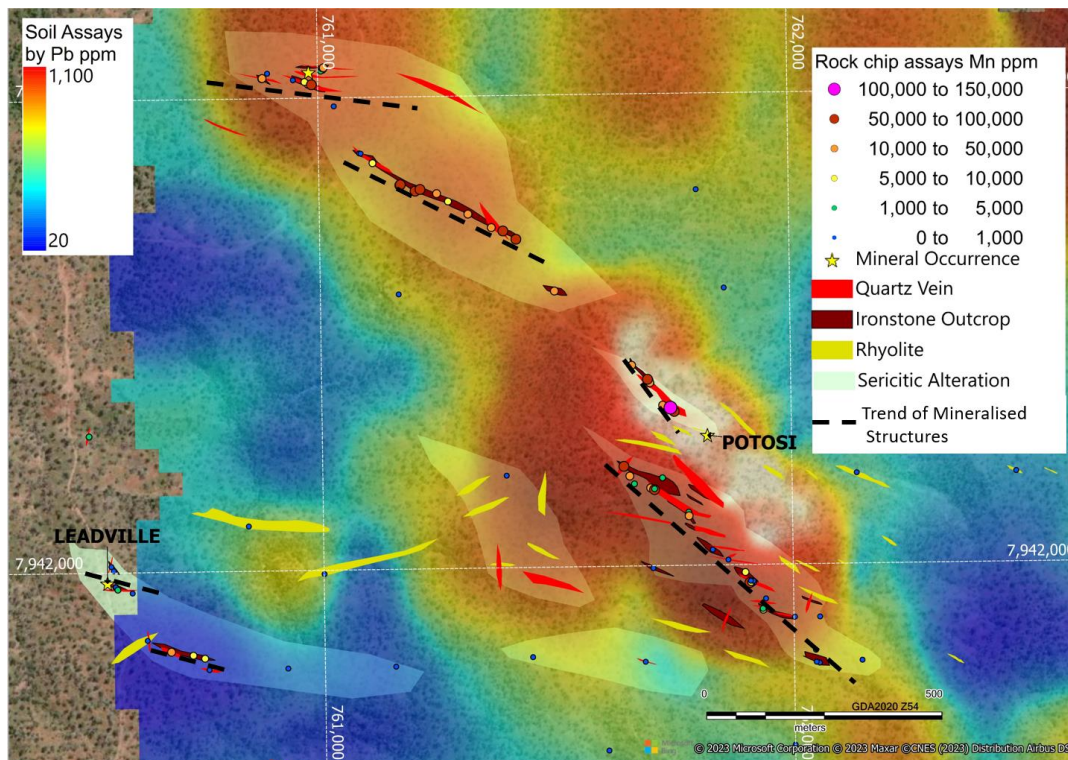 Soil Assays
by Pb ppm
1,100
20
761,000
762,000
Rock chip assays Mn ppm
100,000 to 150,000
50,000 to 100,000
10,000 to 50,000
5,000 to 10,000
1,000 to 5,000
0 to 1,000
Mineral Occurrence
Quartz Vein
Ironstone Outcrop
Rhyolite
Sericitic Alteration
Trend of Mineralised
Structures
POTOSI
LEADVILLE
7,942,000
7,942,000
761,000
0
500
GDA2020 Z54
meters
© 2023 Microsoft Corporation © 2023 Maxar ©CNES (2023) Distribution Airbus DS